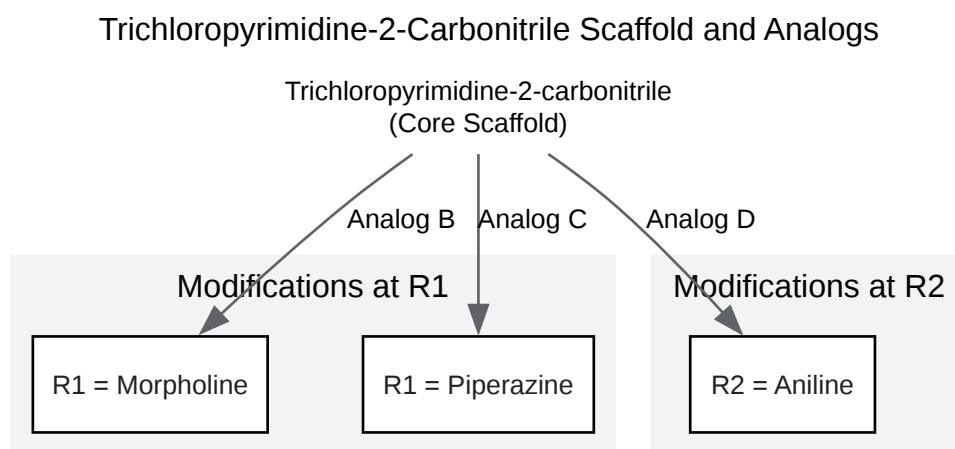 Trichloropyrimidine-2-Carbonitrile Scaffold and Analogs
Trichloropyrimidine-2-carbonitrile
(Core Scaffold)
Analog B
Analog C
Analog D
Modifications at R1
Modifications at R2
R1 = Morpholine
R1 = Piperazine
R2 = Aniline